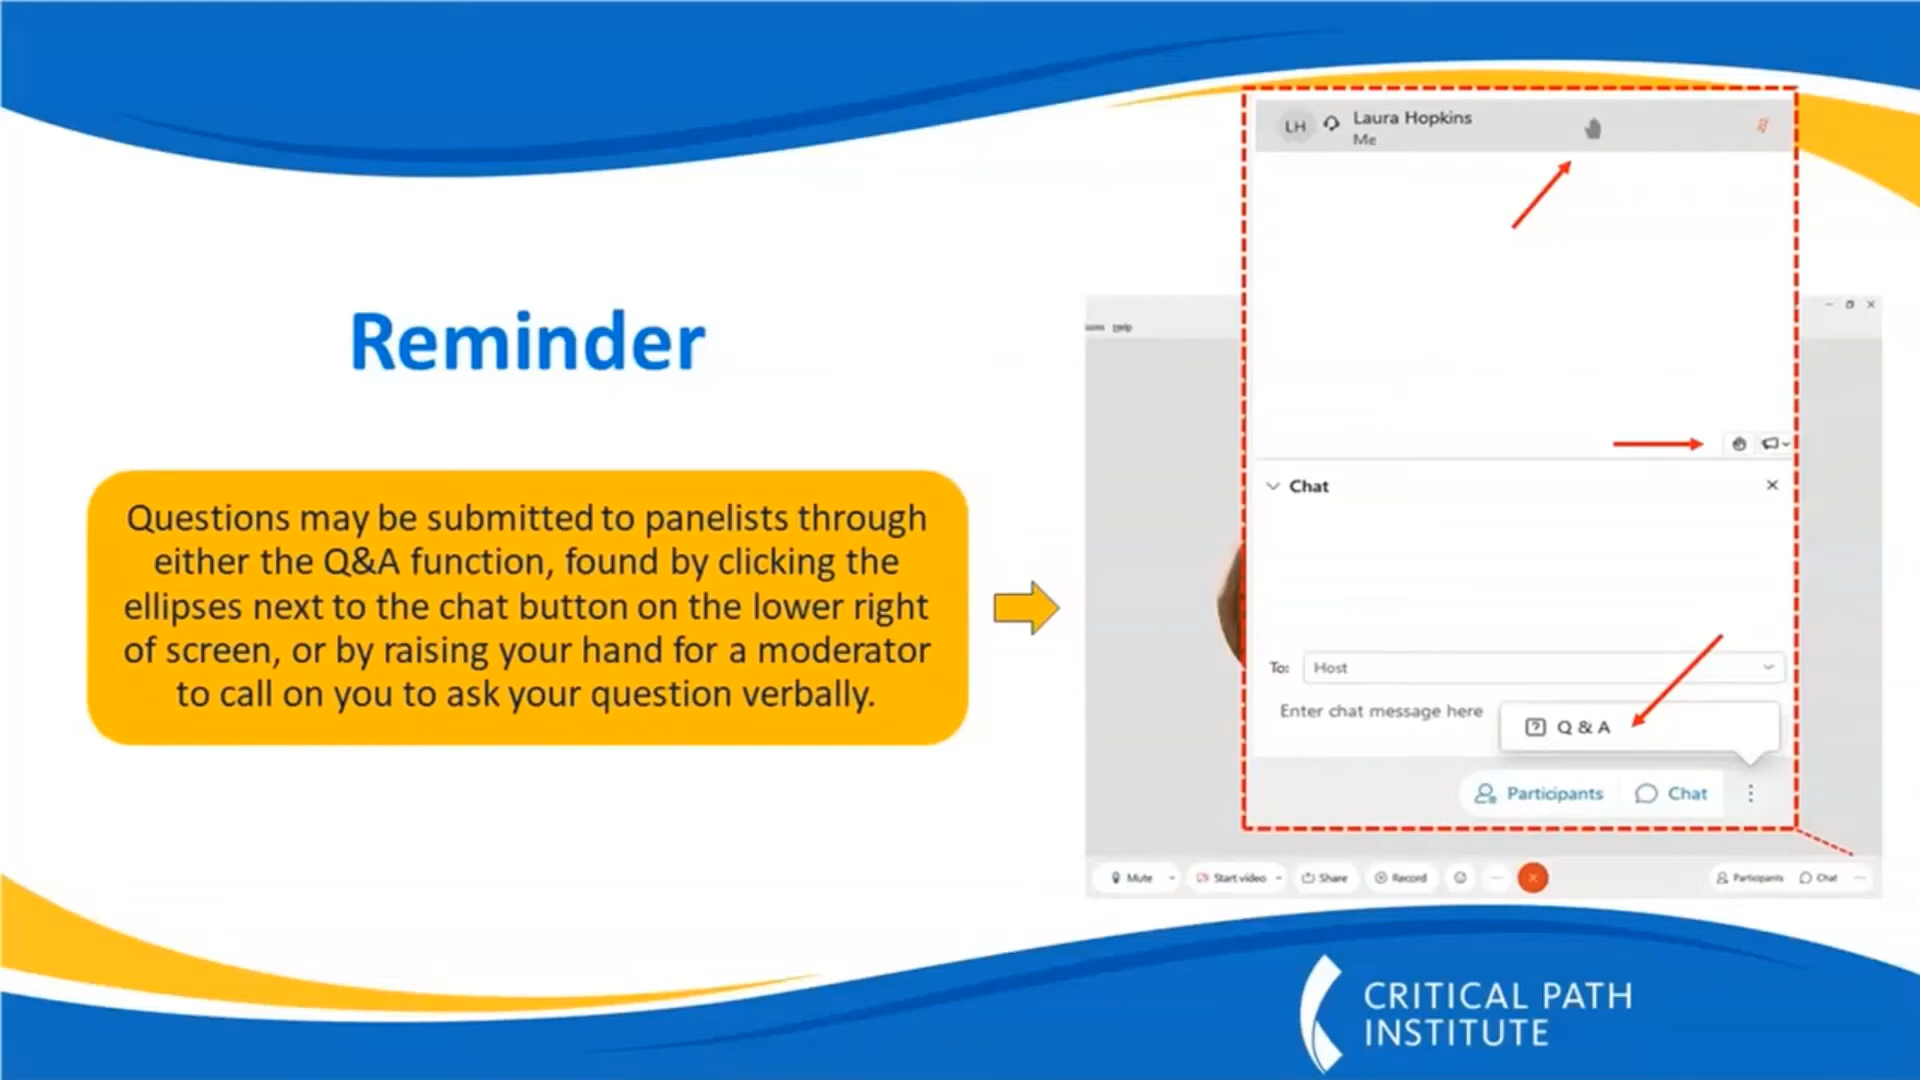 Reminder
Questions may be submitted to panelists through
either the Q&A function, found by clicking the
ellipses next to the chat button on the lower right
of screen, or by raising your hand for a moderator
to call on you to ask your question verbally.
LH
Laura Hopkins
Me
Help
Chat
To: Host
Enter chat message here
Q & A
Participants
Chat
Mute
Start video
Share
Record
Participants
Chat
CRITICAL PATH
INSTITUTE